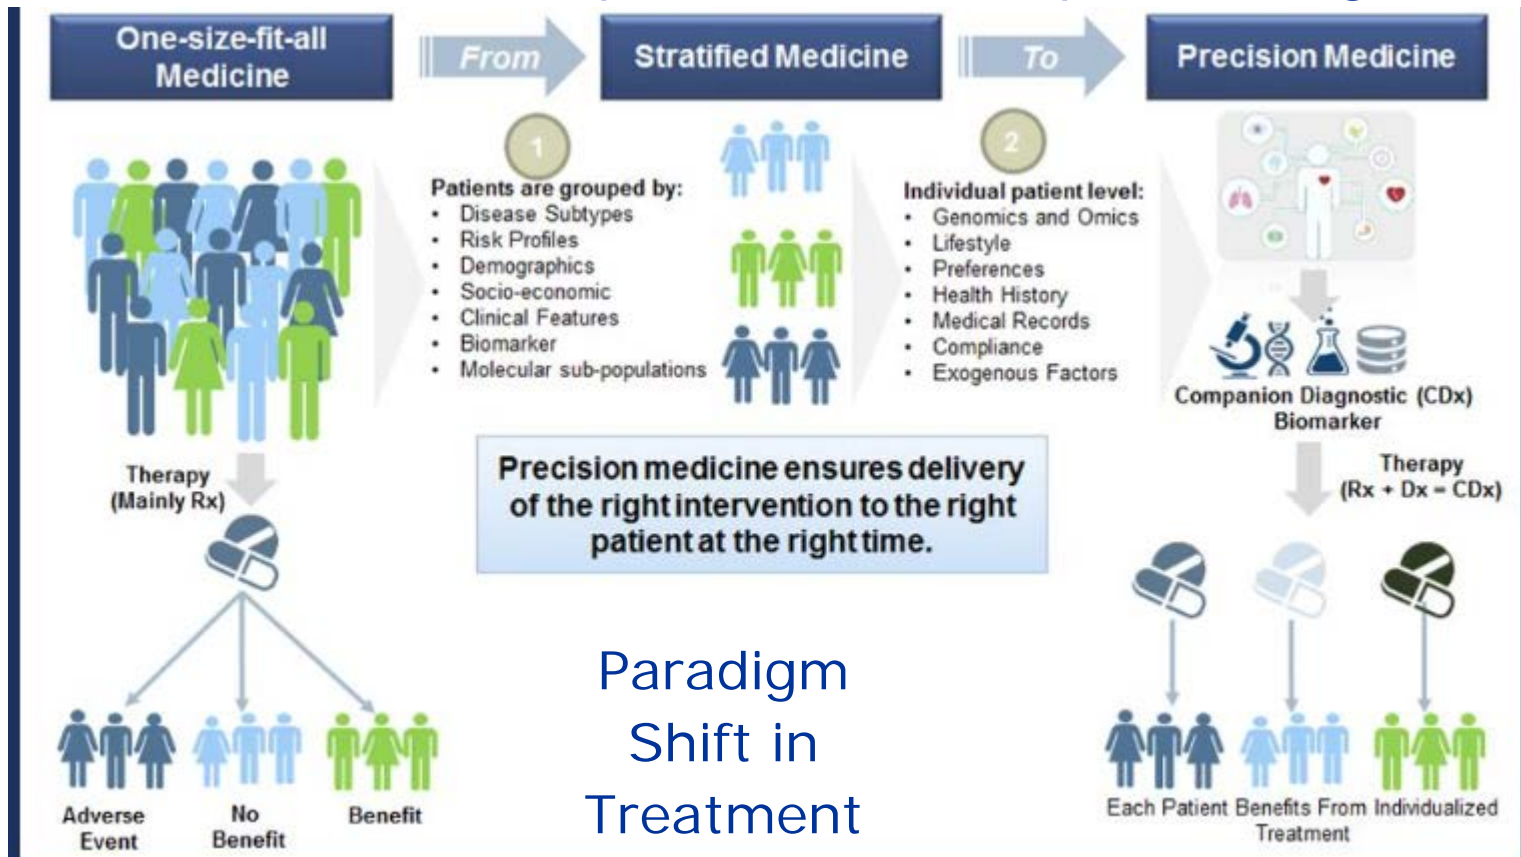 One-size-fit-all
Medicine
From
Stratified Medicine
To
Precision Medicine
1
Patients are grouped by:
• Disease Subtypes
• Risk Profiles
• Demographics
• Socio-economic
• Clinical Features
• Biomarker
• Molecular sub-populations
2
Individual patient level:
• Genomics and Omics
• Lifestyle
• Preferences
• Health History
• Medical Records
• Compliance
• Exogenous Factors
Companion Diagnostic (CDx)
Biomarker
Therapy
(Mainly Rx)
Therapy
(Rx + Dx = CDx)
Precision medicine ensures delivery
of the right intervention to the right
patient at the right time.
Paradigm
Shift in
Treatment
Adverse
Event
No
Benefit
Benefit
Each Patient Benefits From Individualized
Treatment